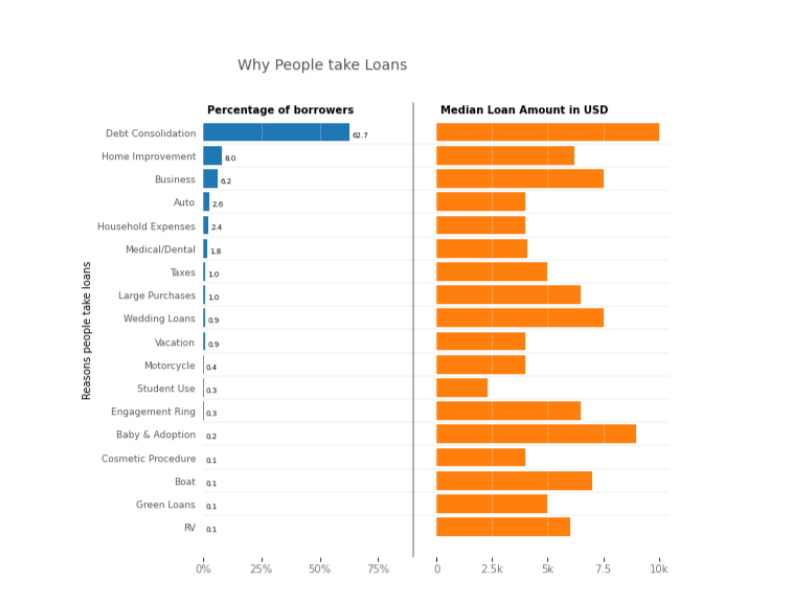 Why People take Loans
Percentage of borrowers
Median Loan Amount in USD
Reasons people take loans
Debt Consolidation 62.7
Home Improvement 8.0
Business 6.2
Auto 2.6
Household Expenses 2.4
Medical/Dental 1.8
Taxes 1.0
Large Purchases 1.0
Wedding Loans 0.9
Vacation 0.9
Motorcycle 0.4
Student Use 0.3
Engagement Ring 0.3
Baby & Adoption 0.2
Cosmetic Procedure 0.1
Boat 0.1
Green Loans 0.1
RV 0.1
0% 25% 50% 75%
0 2.5k 5k 7.5 10k